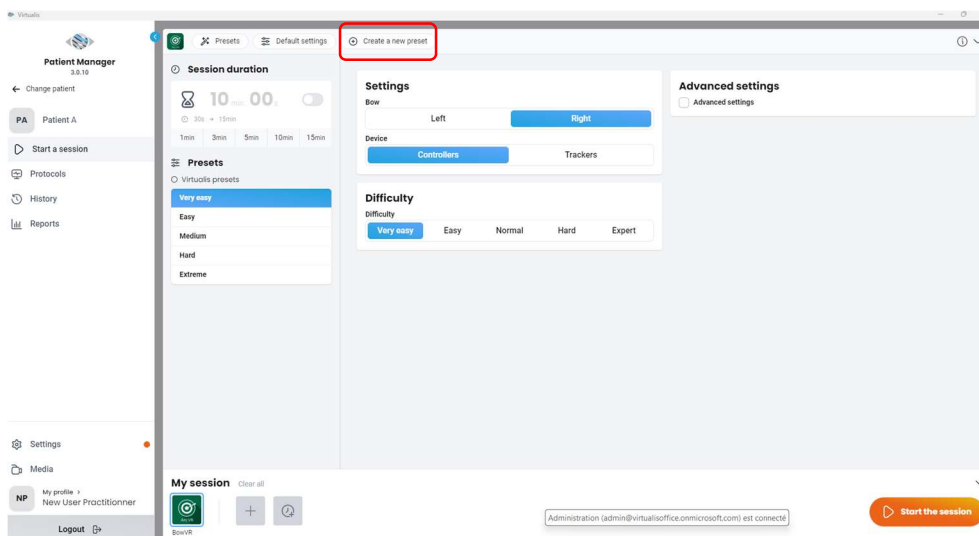 Virtualis
Patient Manager
3.0.10
Change patient
PA Patient A
Start a session
Protocols
History
Reports
Settings
Media
NP
My profile >
New User Practitionner
Logout
Presets
Default settings
Create a new preset
Session duration
10 min 00 s
30s → 15min
1min 3min 5min 10min 15min
Presets
Virtualis presets
Very easy
Easy
Medium
Hard
Extreme
Settings
Bow
Left Right
Device
Controllers Trackers
Difficulty
Difficulty
Very easy Easy Normal Hard Expert
Advanced settings
Advanced settings
My session Clear all
BowVR
Administration (admin@virtualisoffice.onmicrosoft.com) est connecté
Start the session